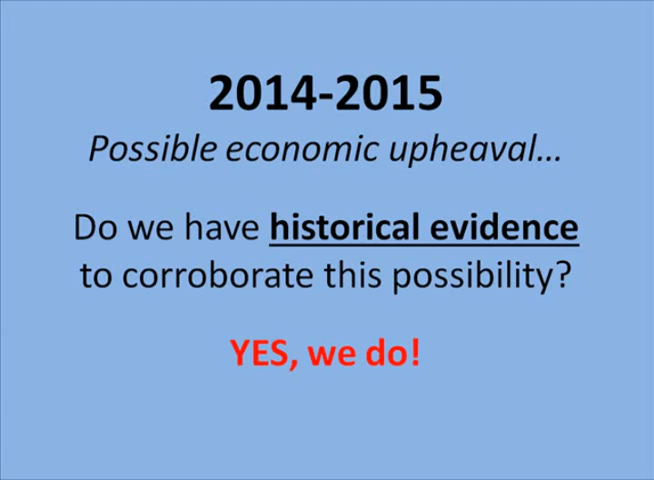 2014-2015
Possible economic upheaval...
Do we have historical evidence
to corroborate this possibility?
YES, we do!